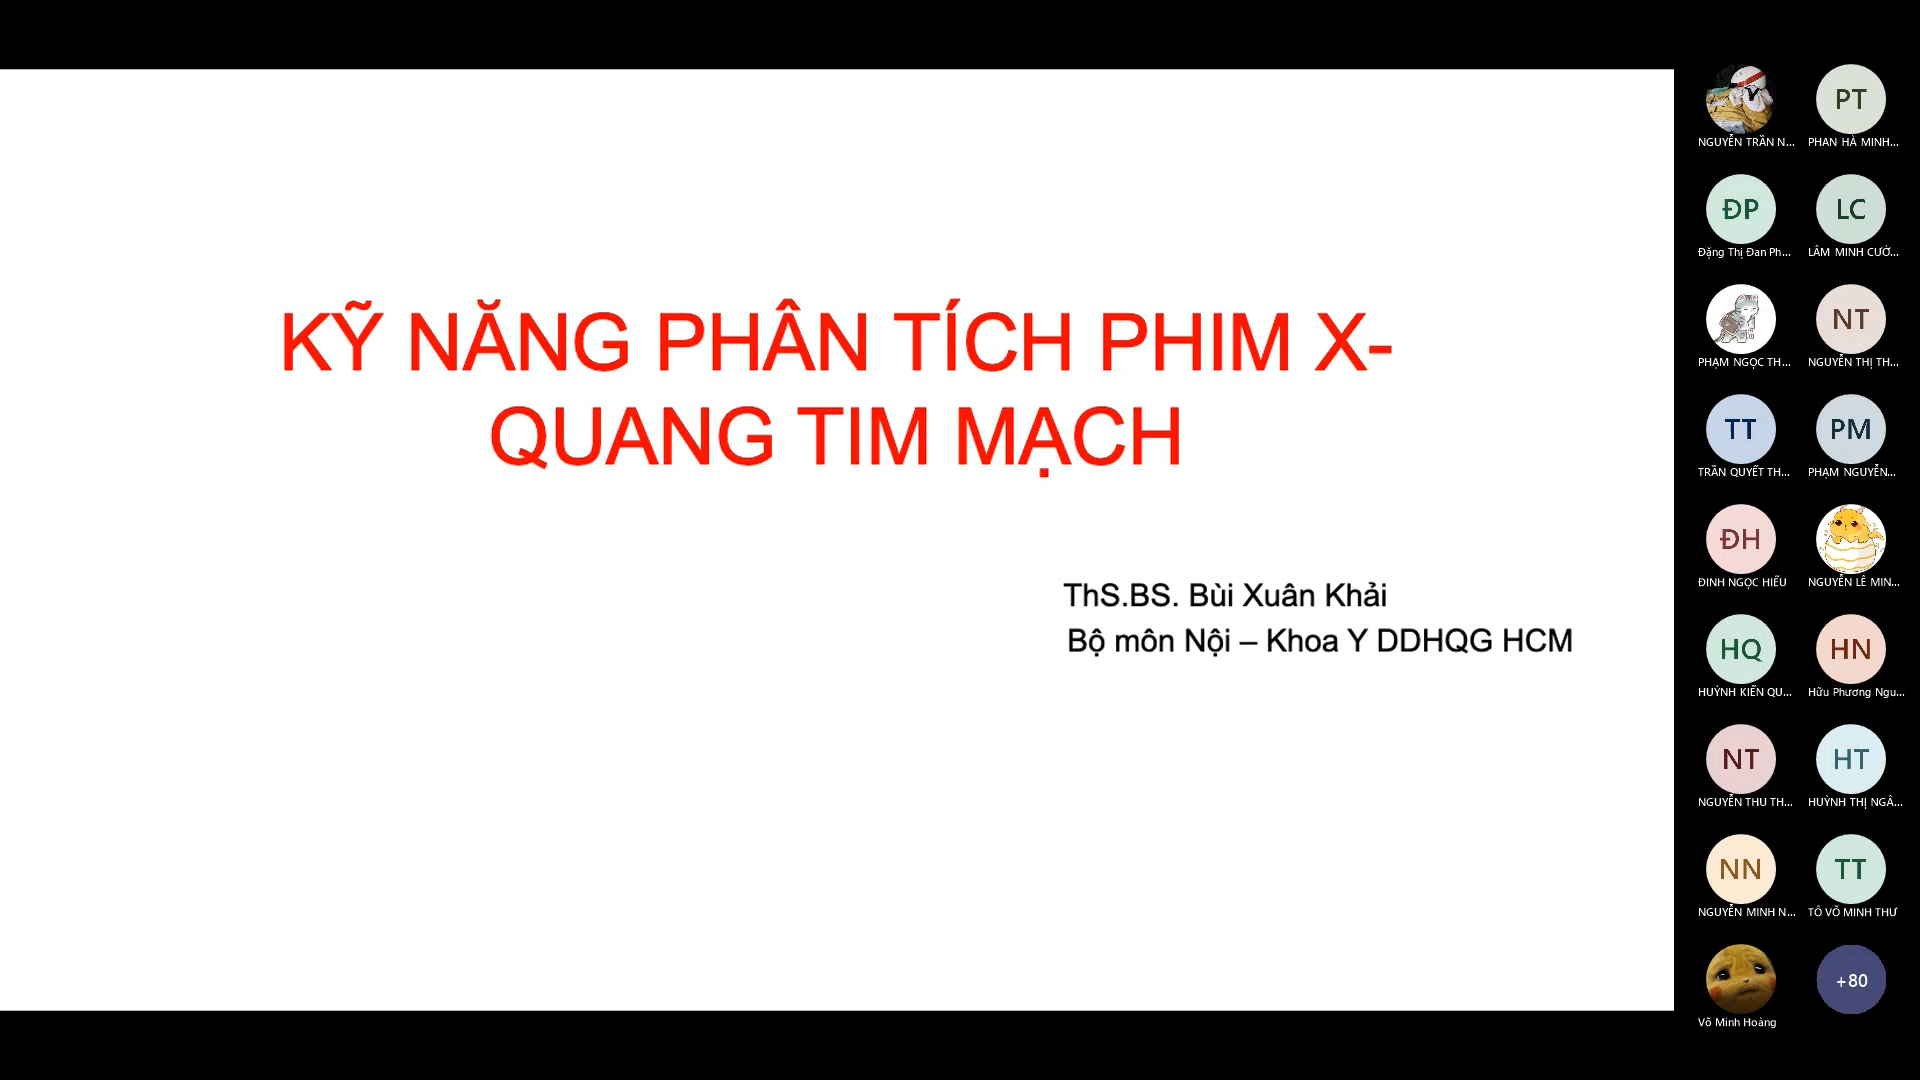 KỸ NĂNG PHÂN TÍCH PHIM X-
QUANG TIM MẠCH
ThS.BS. Bùi Xuân Khải
Bộ môn Nội – Khoa Y DDHQG HCM
NGUYỄN TRẦN N...
PT
PHAN HÀ MINH...
ĐP
Đặng Thị Đan Ph...
LC
LÂM MINH CƯỜ...
PHẠM NGỌC TH...
NT
NGUYỄN THỊ TH...
TT
TRẦN QUYẾT TH...
PM
PHẠM NGUYỄN...
ĐH
ĐINH NGỌC HIẾU
NGUYỄN LÊ MIN...
HQ
HUỲNH KIẾN QU...
HN
Hữu Phương Ngu...
NT
NGUYỄN THU TH...
HT
HUỲNH THỊ NGÂ...
NN
NGUYỄN MINH N...
TT
TÔ VÕ MINH THƯ
Võ Minh Hoàng
+80